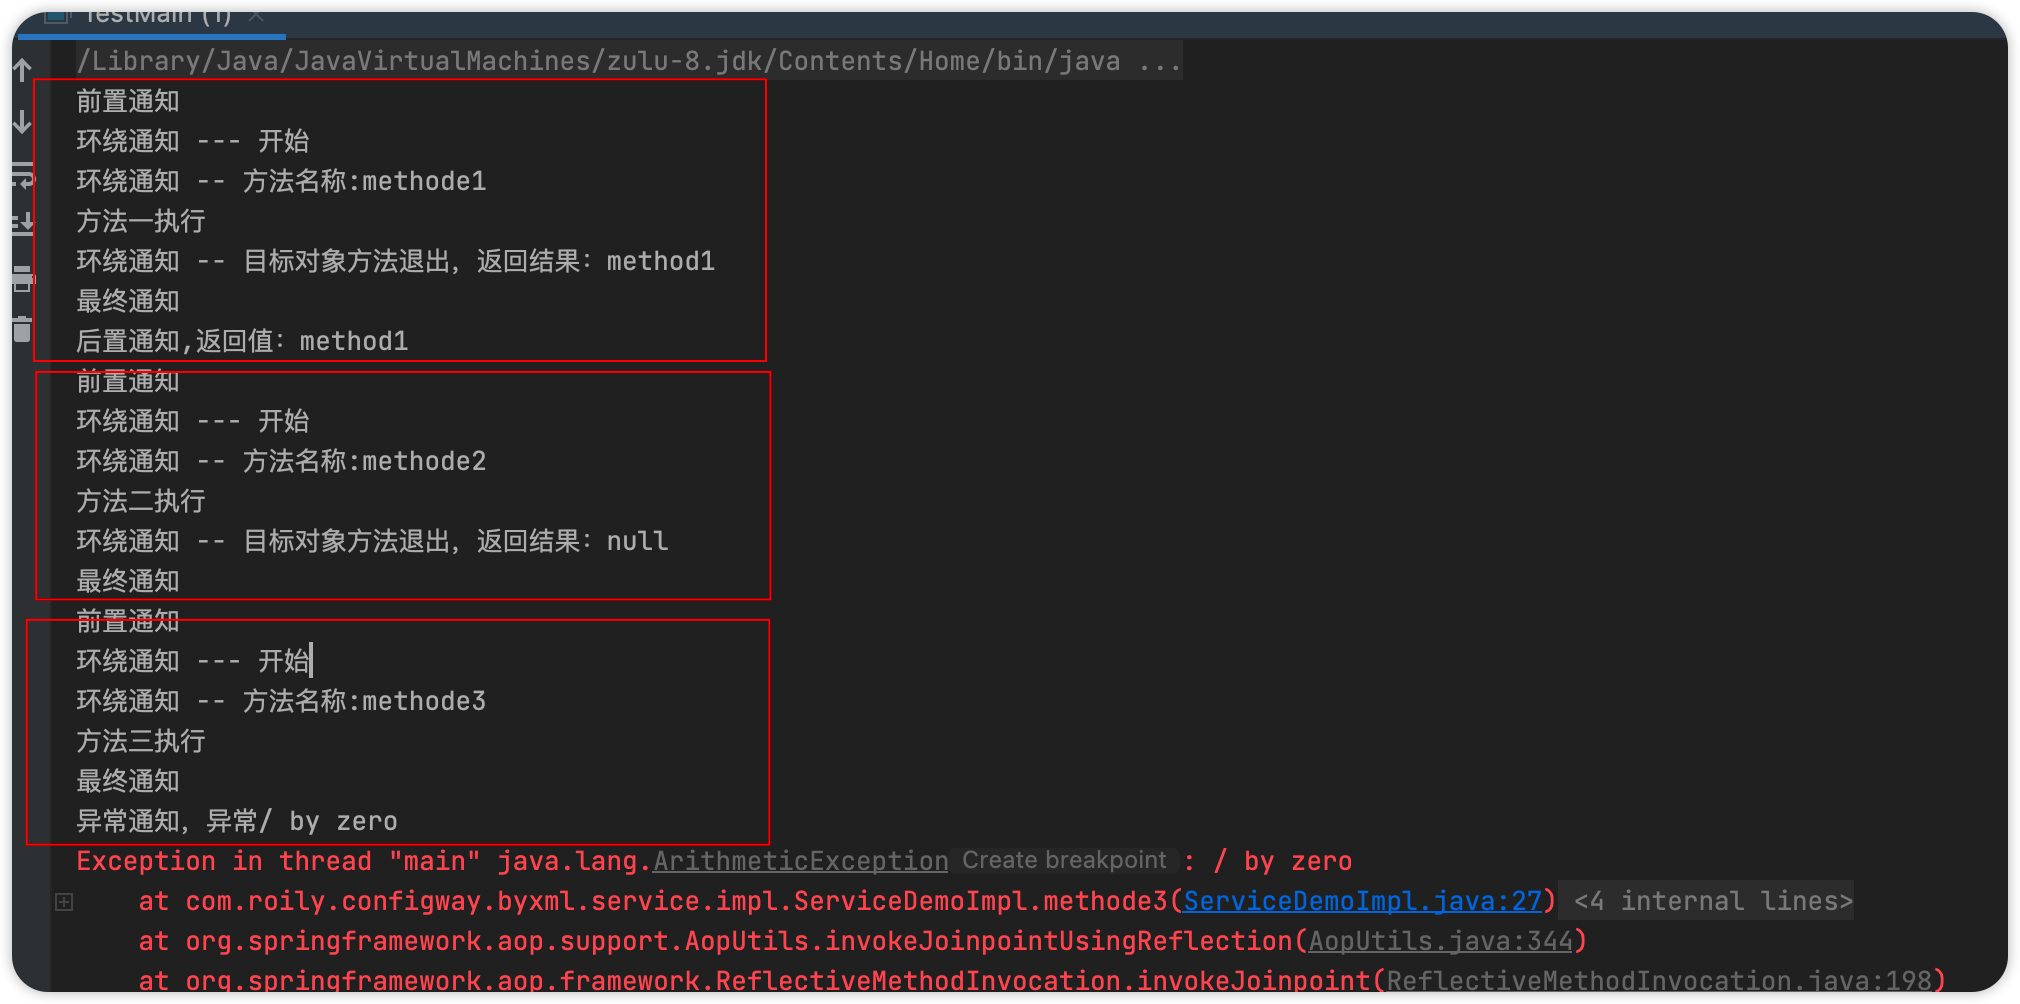 TestMain (1)
/Library/Java/JavaVirtualMachines/zulu-8.jdk/Contents/Home/bin/java ...
前置通知
环绕通知 --- 开始
环绕通知 -- 方法名称:methode1
方法一执行
环绕通知 -- 目标对象方法退出，返回结果：method1
最终通知
后置通知,返回值：method1
前置通知
环绕通知 --- 开始
环绕通知 -- 方法名称:methode2
方法二执行
环绕通知 -- 目标对象方法退出，返回结果：null
最终通知
前置通知
环绕通知 --- 开始
环绕通知 -- 方法名称:methode3
方法三执行
最终通知
异常通知，异常/ by zero
Exception in thread "main" java.lang.ArithmeticException Create breakpoint : / by zero
at com.roily.configway.byxml.service.impl.ServiceDemoImpl.methode3(ServiceDemoImpl.java:27) <4 internal lines>
at org.springframework.aop.support.AopUtils.invokeJoinpointUsingReflection(AopUtils.java:344)
at org.springframework.aop.framework.ReflectiveMethodInvocation.invokeJoinpoint(ReflectiveMethodInvocation.java:198)